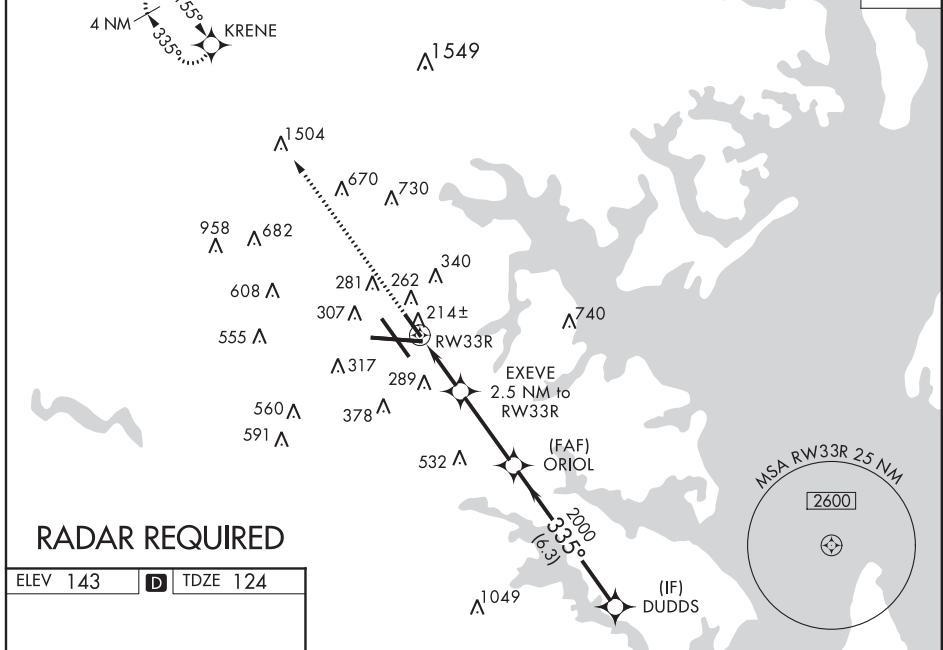 4 NM
335°
55°
KRENE
1549
1504
670
730
958
682
340
281
262
608
307
214±
740
RW33R
555
317
289
EXEVE
2.5 NM to
RW33R
560
378
591
(FAF)
ORIOL
532
MSA RW33R 25 NM
2600
2000
335°
(6.3)
RADAR REQUIRED
ELEV 143 D TDZE 124
1049
(IF)
DUDDS